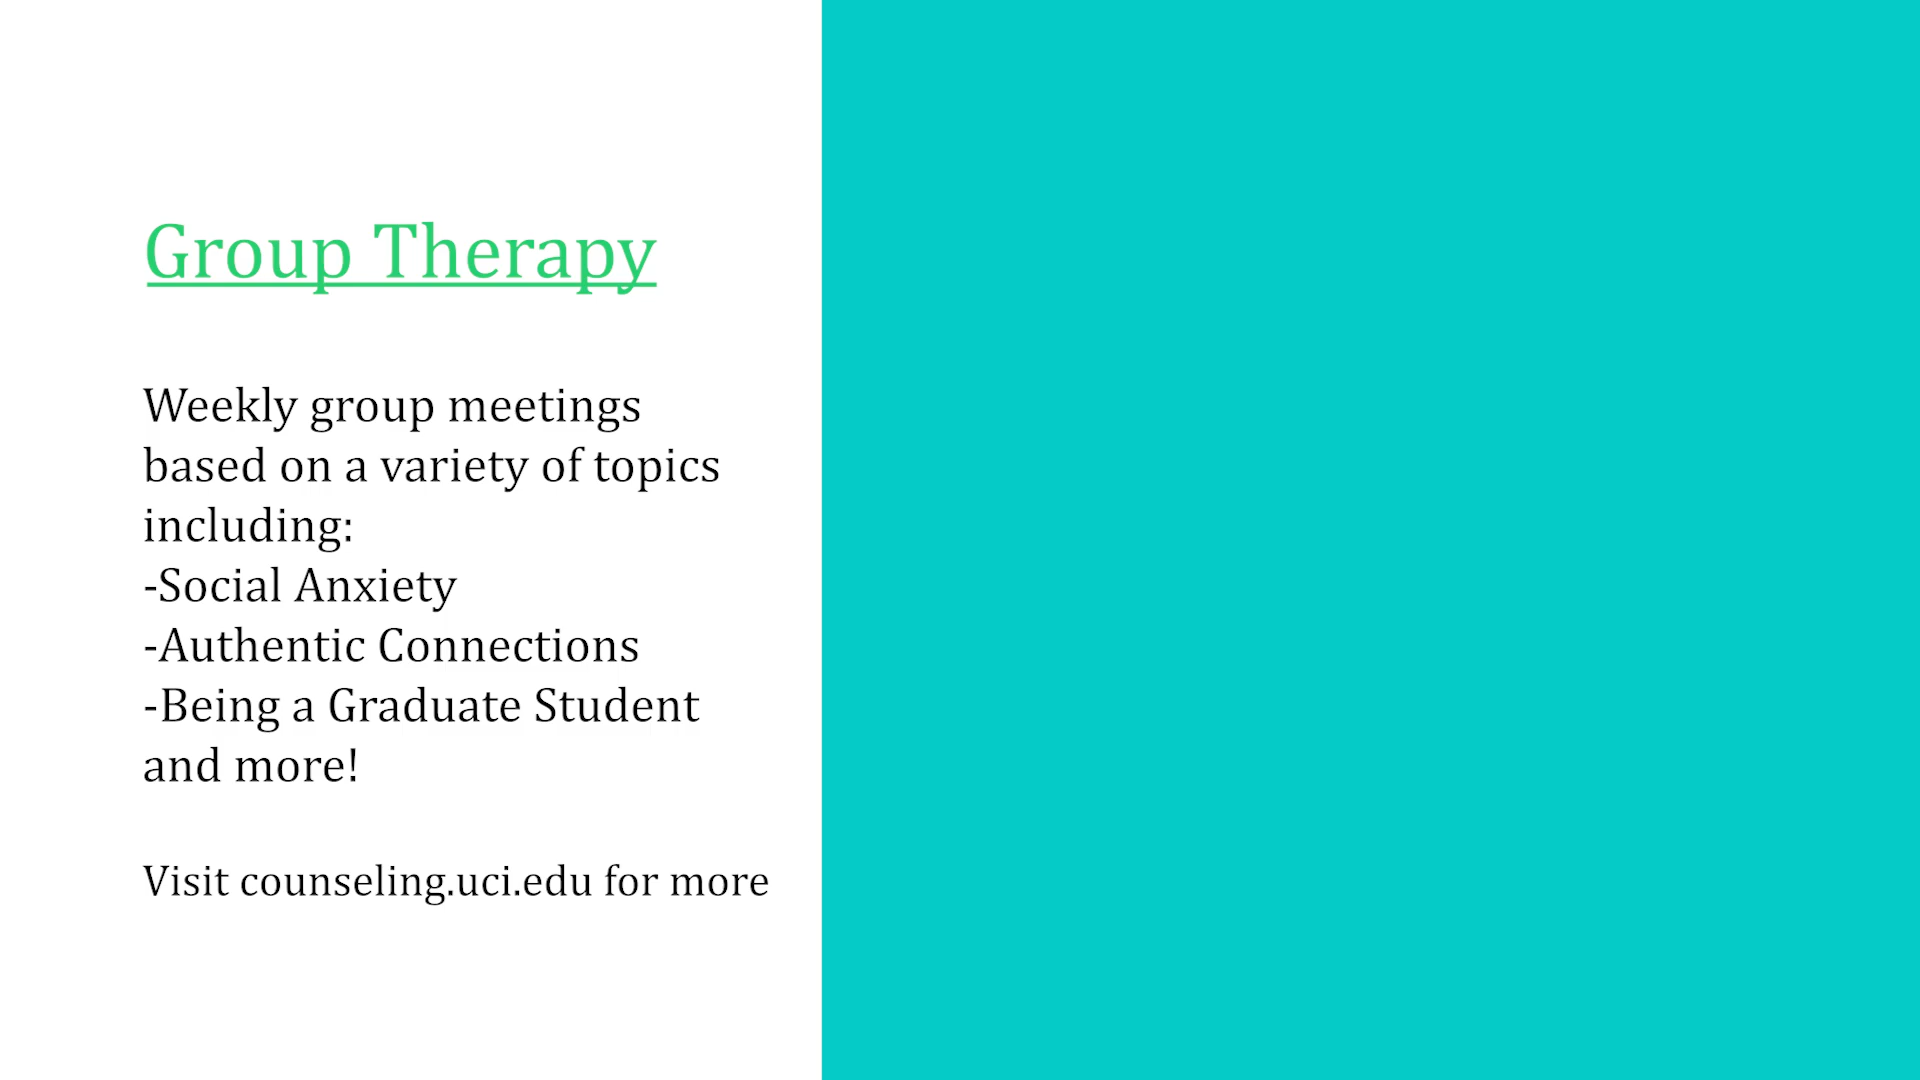 Group Therapy
Weekly group meetings
based on a variety of topics
including:
-Social Anxiety
-Authentic Connections
-Being a Graduate Student
and more!
Visit counseling.uci.edu for more